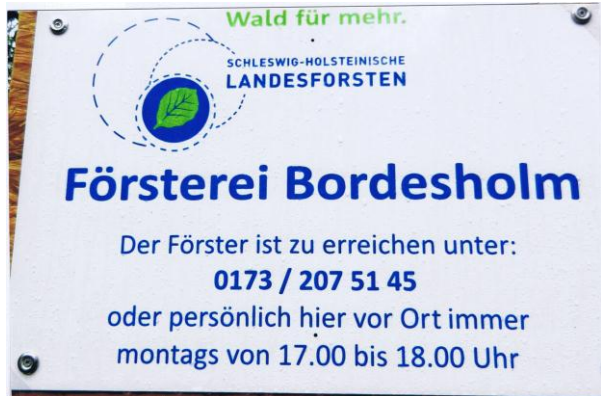 Wald für mehr.
SCHLESWIG-HOLSTEINISCHE
LANDESFORSTEN
Försterei Bordesholm
Der Förster ist zu erreichen unter:
0173 / 207 51 45
oder persönlich hier vor Ort immer
montags von 17.00 bis 18.00 Uhr